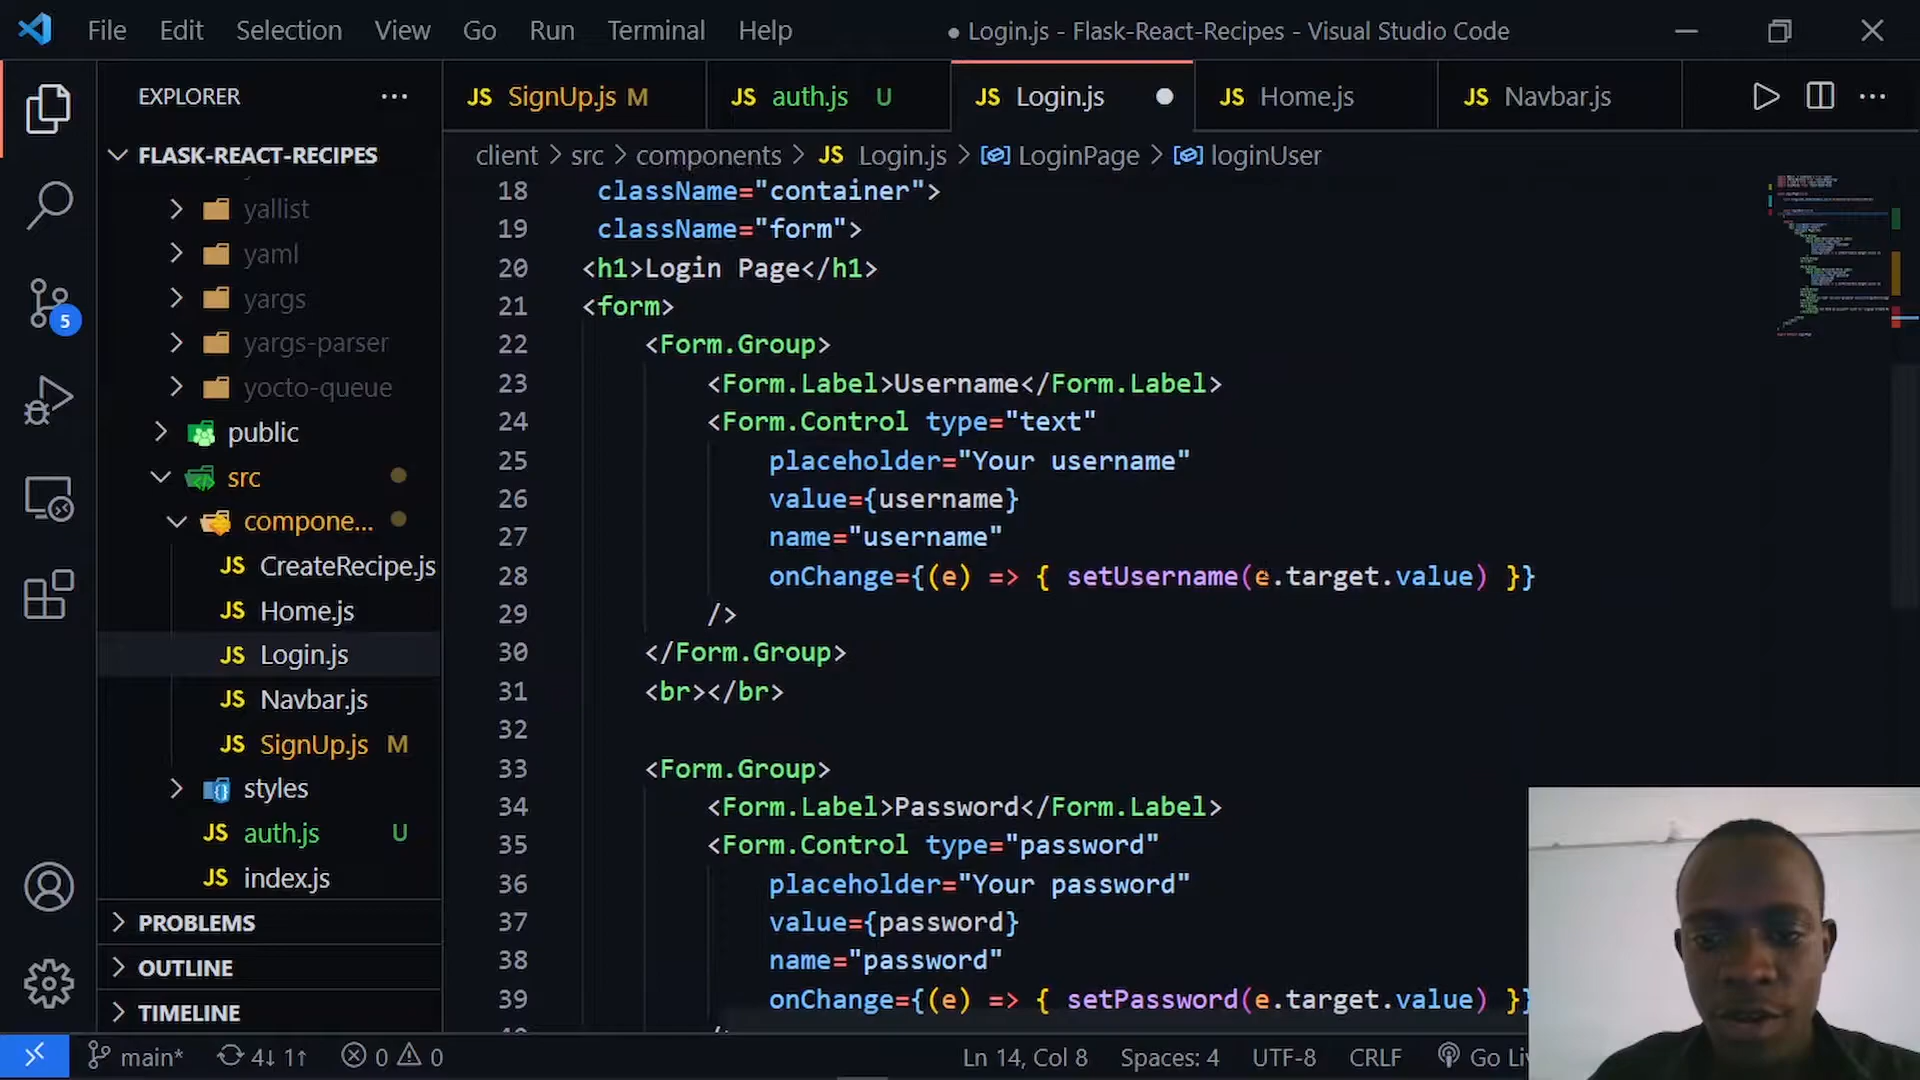 File Edit Selection View Go Run Terminal Help
● Login.js - Flask-React-Recipes - Visual Studio Code
EXPLORER ···
JS SignUp.js M
JS auth.js U
JS Login.js
JS Home.js
JS Navbar.js
FLASK-REACT-RECIPES
client > src > components > JS Login.js > LoginPage > loginUser
yallist
yaml
yargs
yargs-parser
yocto-queue
public
src
compone...
JS CreateRecipe.js
JS Home.js
JS Login.js
JS Navbar.js
JS SignUp.js M
styles
JS auth.js U
JS index.js
PROBLEMS
OUTLINE
TIMELINE
5
18 className="container">
19 className="form">
20 <h1>Login Page</h1>
21 <form>
22 <Form.Group>
23 <Form.Label>Username</Form.Label>
24 <Form.Control type="text"
25 placeholder="Your username"
26 value={username}
27 name="username"
28 onChange={(e) => { setUsername(e.target.value) }}
29 />
30 </Form.Group>
31 <br></br>
32
33 <Form.Group>
34 <Form.Label>Password</Form.Label>
35 <Form.Control type="password"
36 placeholder="Your password"
37 value={password}
38 name="password"
39 onChange={(e) => { setPassword(e.target.value) }}
main* 4↓ 1↑ 0 0
Ln 14, Col 8 Spaces: 4 UTF-8 CRLF Go